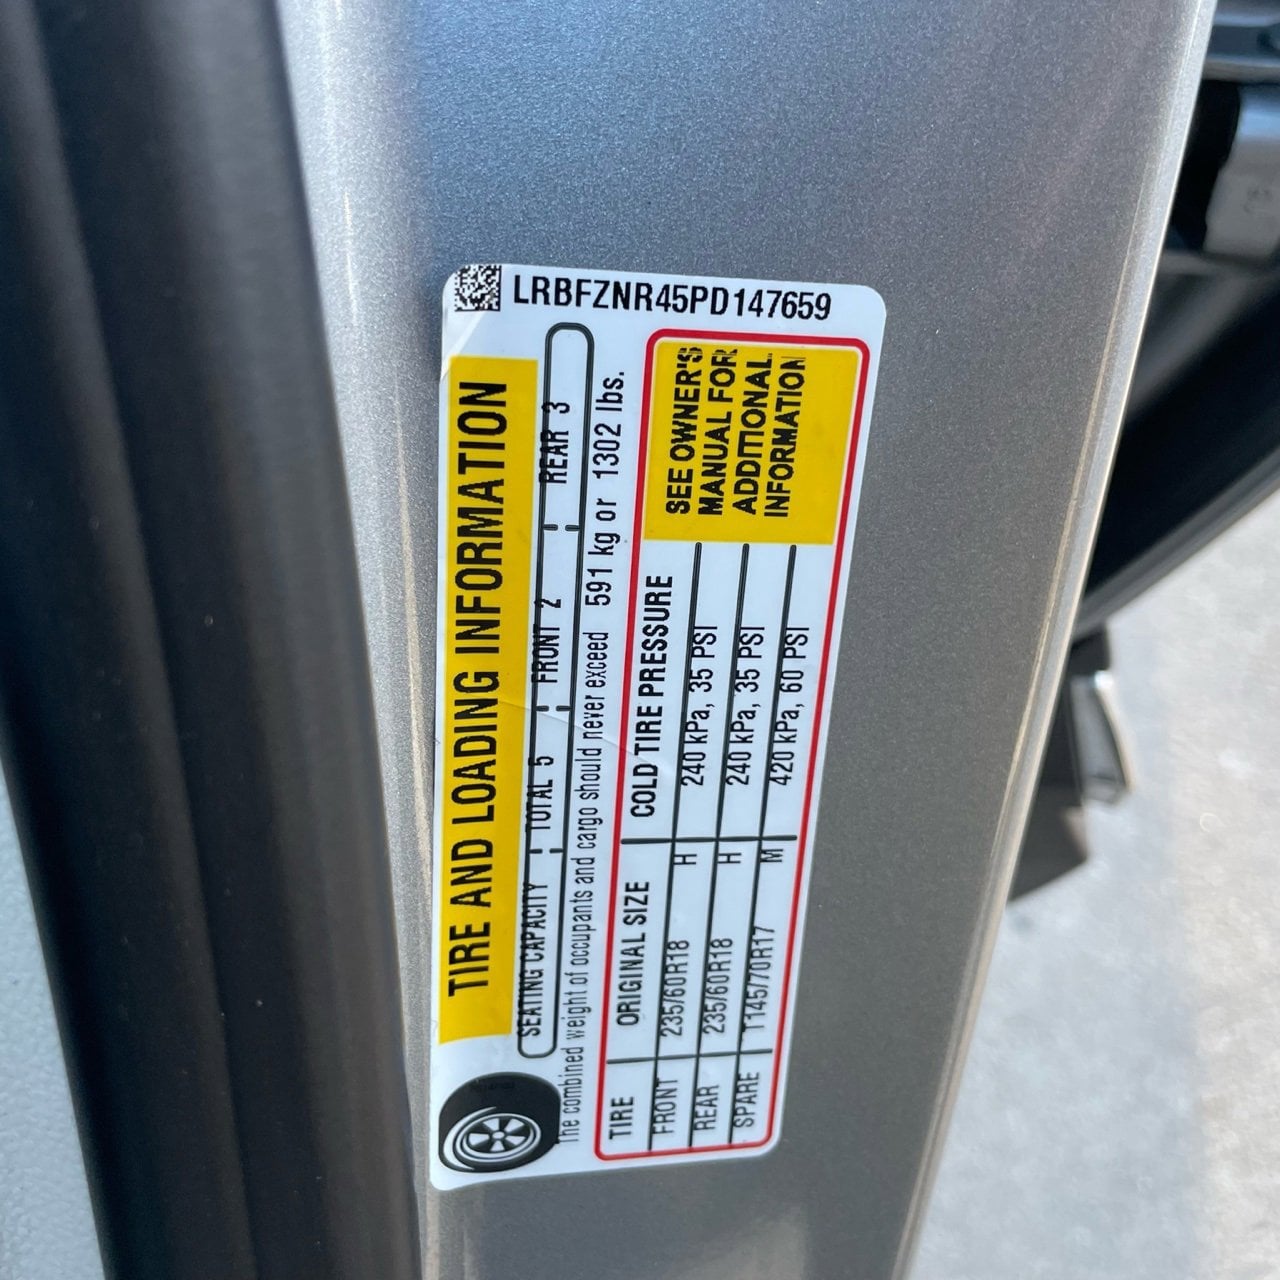 LRBFZNR45PD147659
TIRE AND LOADING INFORMATION
SEATING CAPACITY TOTAL 5 FRONT 2 REAR 3
The combined weight of occupants and cargo should never exceed 591 kg or 1302 lbs.
TIRE ORIGINAL SIZE COLD TIRE PRESSURE
FRONT 235/60R18 H 240 kPa, 35 PSI
REAR 235/60R18 H 240 kPa, 35 PSI
SPARE T145/70R17 M 420 kPa, 60 PSI
SEE OWNER'S
MANUAL FOR
ADDITIONAL
INFORMATION